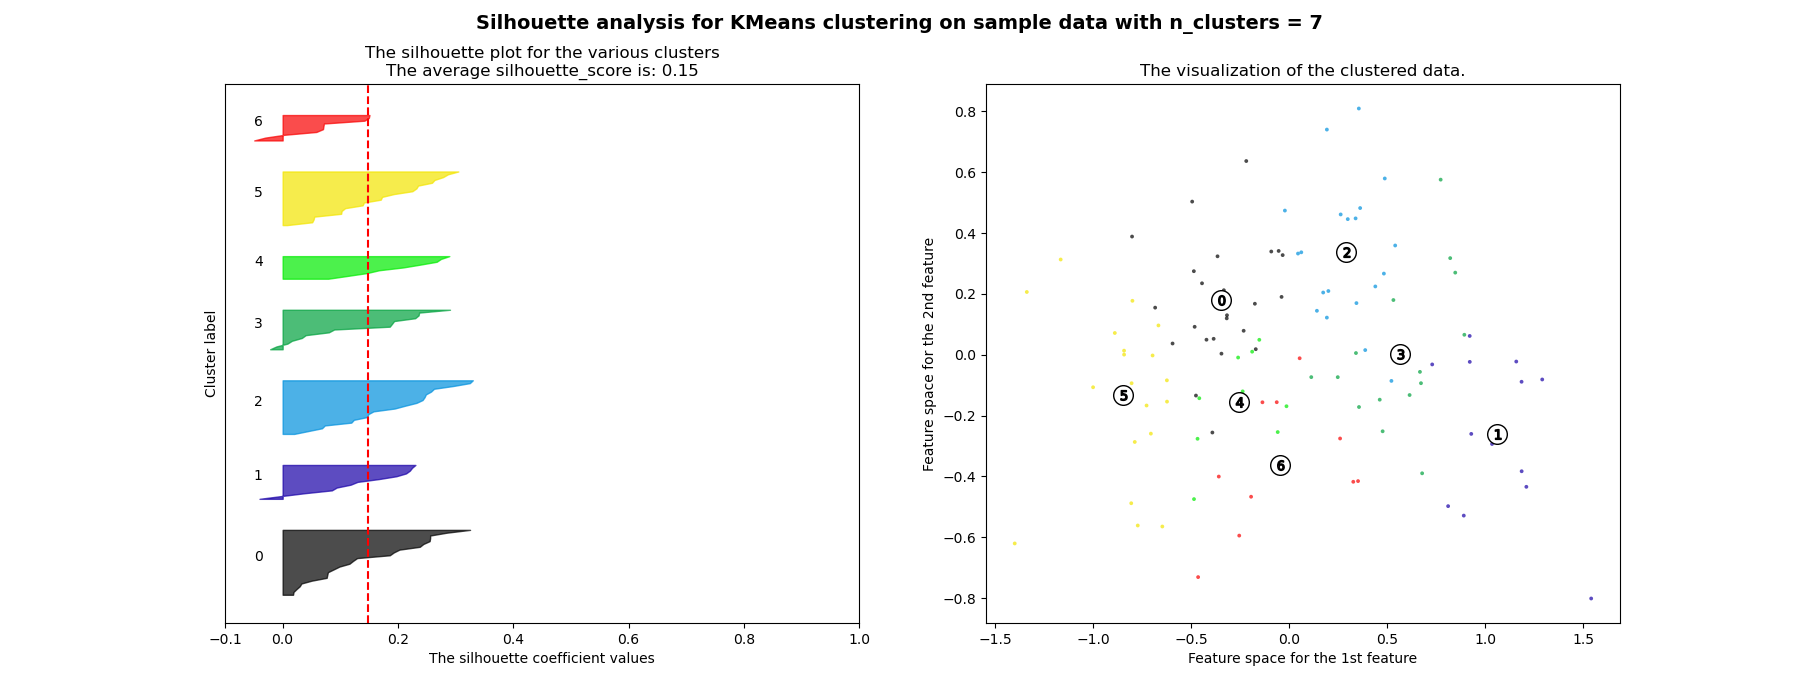 Silhouette analysis for KMeans clustering on sample data with n_clusters = 7
The silhouette plot for the various clusters
The average silhouette_score is: 0.15
Cluster label
6
5
4
3
2
1
0
−0.1 0.0 0.2 0.4 0.6 0.8 1.0
The silhouette coefficient values
The visualization of the clustered data.
Feature space for the 2nd feature
0.8
0.6
0.4
0.2
0.0
−0.2
−0.4
−0.6
−0.8
2
0
3
5
4
1
6
−1.5 −1.0 −0.5 0.0 0.5 1.0 1.5
Feature space for the 1st feature